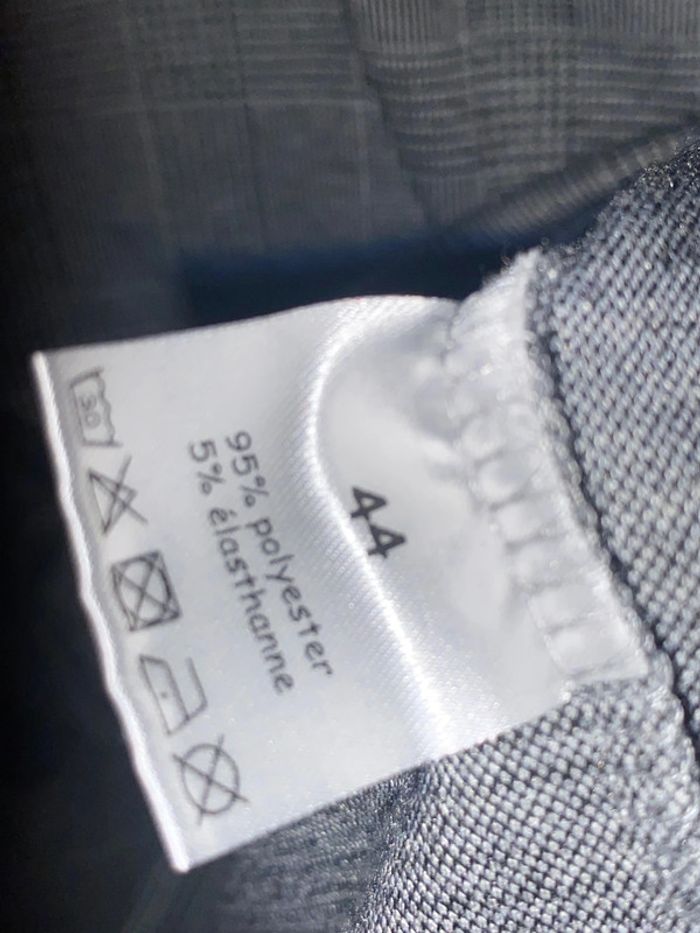 44
95% polyester
5% élasthanne
30